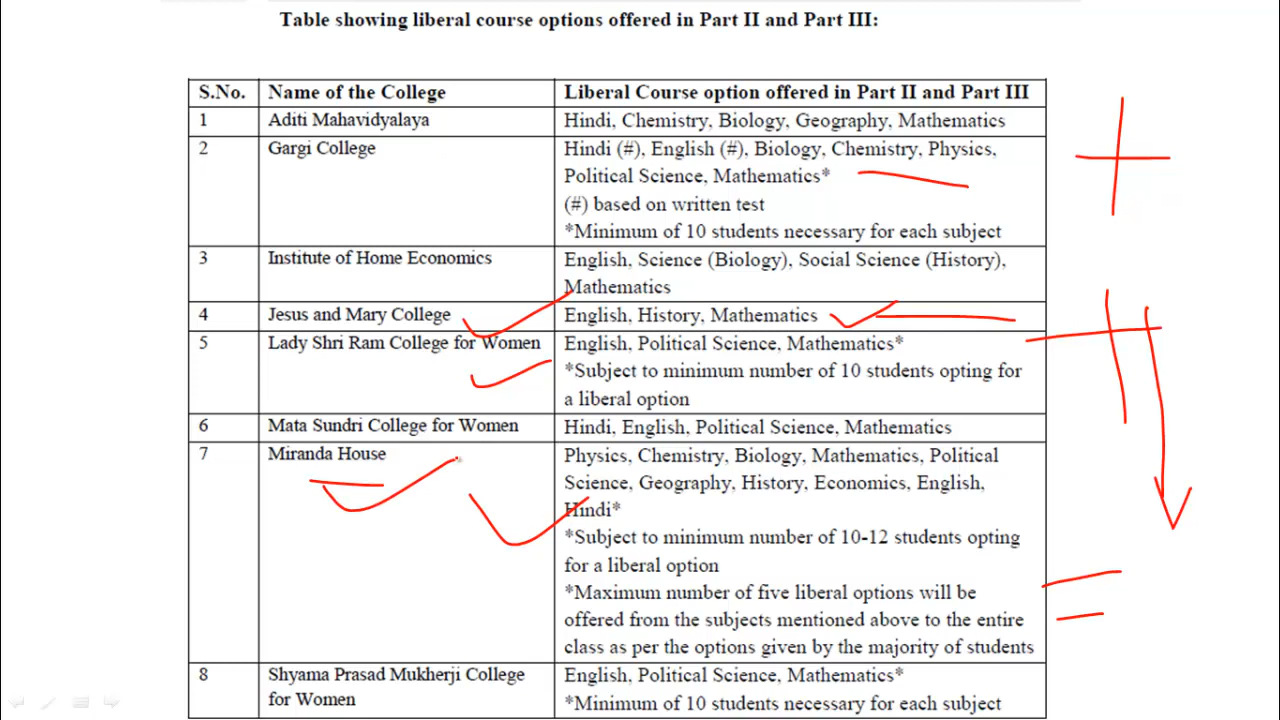 Table showing liberal course options offered in Part II and Part III:
S.No. Name of the College Liberal Course option offered in Part II and Part III
1 Aditi Mahavidyalaya Hindi, Chemistry, Biology, Geography, Mathematics
2 Gargi College Hindi (#), English (#), Biology, Chemistry, Physics,
Political Science, Mathematics*
(#) based on written test
*Minimum of 10 students necessary for each subject
3 Institute of Home Economics English, Science (Biology), Social Science (History),
Mathematics
4 Jesus and Mary College English, History, Mathematics
5 Lady Shri Ram College for Women English, Political Science, Mathematics*
*Subject to minimum number of 10 students opting for
a liberal option
6 Mata Sundri College for Women Hindi, English, Political Science, Mathematics
7 Miranda House Physics, Chemistry, Biology, Mathematics, Political
Science, Geography, History, Economics, English,
Hindi*
*Subject to minimum number of 10-12 students opting
for a liberal option
*Maximum number of five liberal options will be
offered from the subjects mentioned above to the entire
class as per the options given by the majority of students
8 Shyama Prasad Mukherji College English, Political Science, Mathematics*
for Women *Minimum of 10 students necessary for each subject